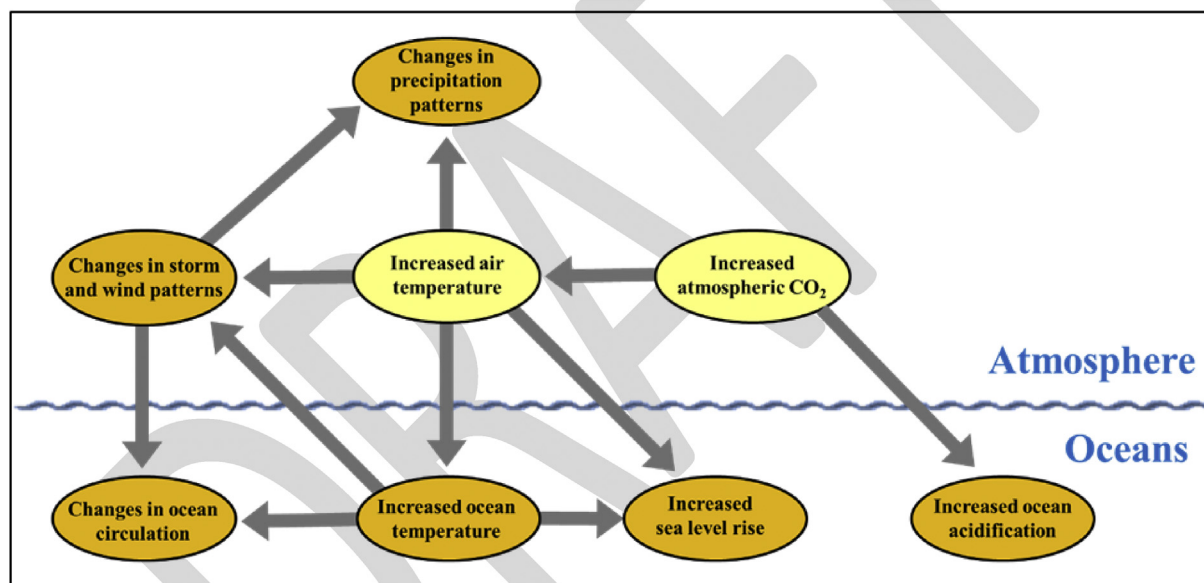 Changes in
precipitation
patterns
Changes in storm
and wind patterns
Increased air
temperature
Increased
atmospheric CO₂
Atmosphere
Oceans
Changes in ocean
circulation
Increased ocean
temperature
Increased
sea level rise
Increased ocean
acidification
DRAFT